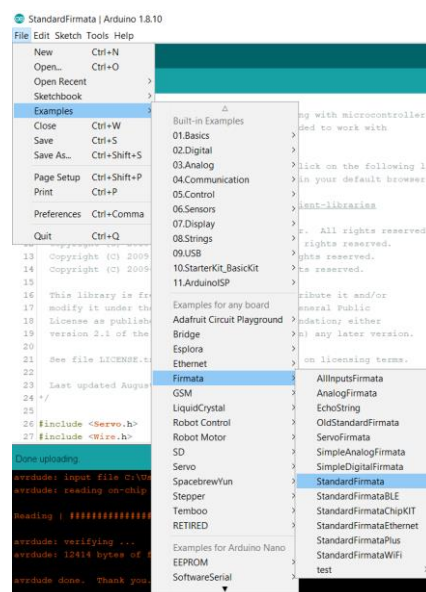 StandardFirmata | Arduino 1.8.10
File Edit Sketch Tools Help
New Ctrl+N
Open... Ctrl+O
Open Recent
Sketchbook
Examples
Close Ctrl+W
Save Ctrl+S
Save As... Ctrl+Shift+S
Page Setup Ctrl+Shift+P
Print Ctrl+P
Preferences Ctrl+Comma
Quit Ctrl+Q
Built-in Examples
01.Basics
02.Digital
03.Analog
04.Communication
05.Control
06.Sensors
07.Display
08.Strings
09.USB
10.StarterKit_BasicKit
11.ArduinoISP
Examples for any board
Adafruit Circuit Playground
Bridge
Esplora
Ethernet
Firmata
GSM
LiquidCrystal
Robot Control
Robot Motor
SD
Servo
SpacebrewYun
Stepper
Temboo
RETIRED
Examples for Arduino Nano
EEPROM
SoftwareSerial
AllInputsFirmata
AnalogFirmata
EchoString
OldStandardFirmata
ServoFirmata
SimpleAnalogFirmata
SimpleDigitalFirmata
StandardFirmata
StandardFirmataBLE
StandardFirmataChipKIT
StandardFirmataEthernet
StandardFirmataPlus
StandardFirmataWiFi
test
ng with microcontroller
ded to work with
lick on the following l
in your default browser
ient-libraries
r. All rights reserved
rights reserved.
13 Copyright (C) 2009 ghts reserved.
14 Copyright (C) 2009 ts reserved.
15
16 This library is fr ribute it and/or
17 modify it under th eneral Public
18 License as publish ndation; either
19 version 2.1 of the n) any later version.
20
21 See file LICENSE.t on licensing terms.
22
23 Last updated Augus
24 */
25
26 #include <Servo.h>
27 #include <Wire.h>
Done uploading.
avrdude: input file C:\Us
avrdude: reading on-chip
Reading | ###############
avrdude: verifying ...
avrdude: 12414 bytes of f
avrdude done. Thank you.